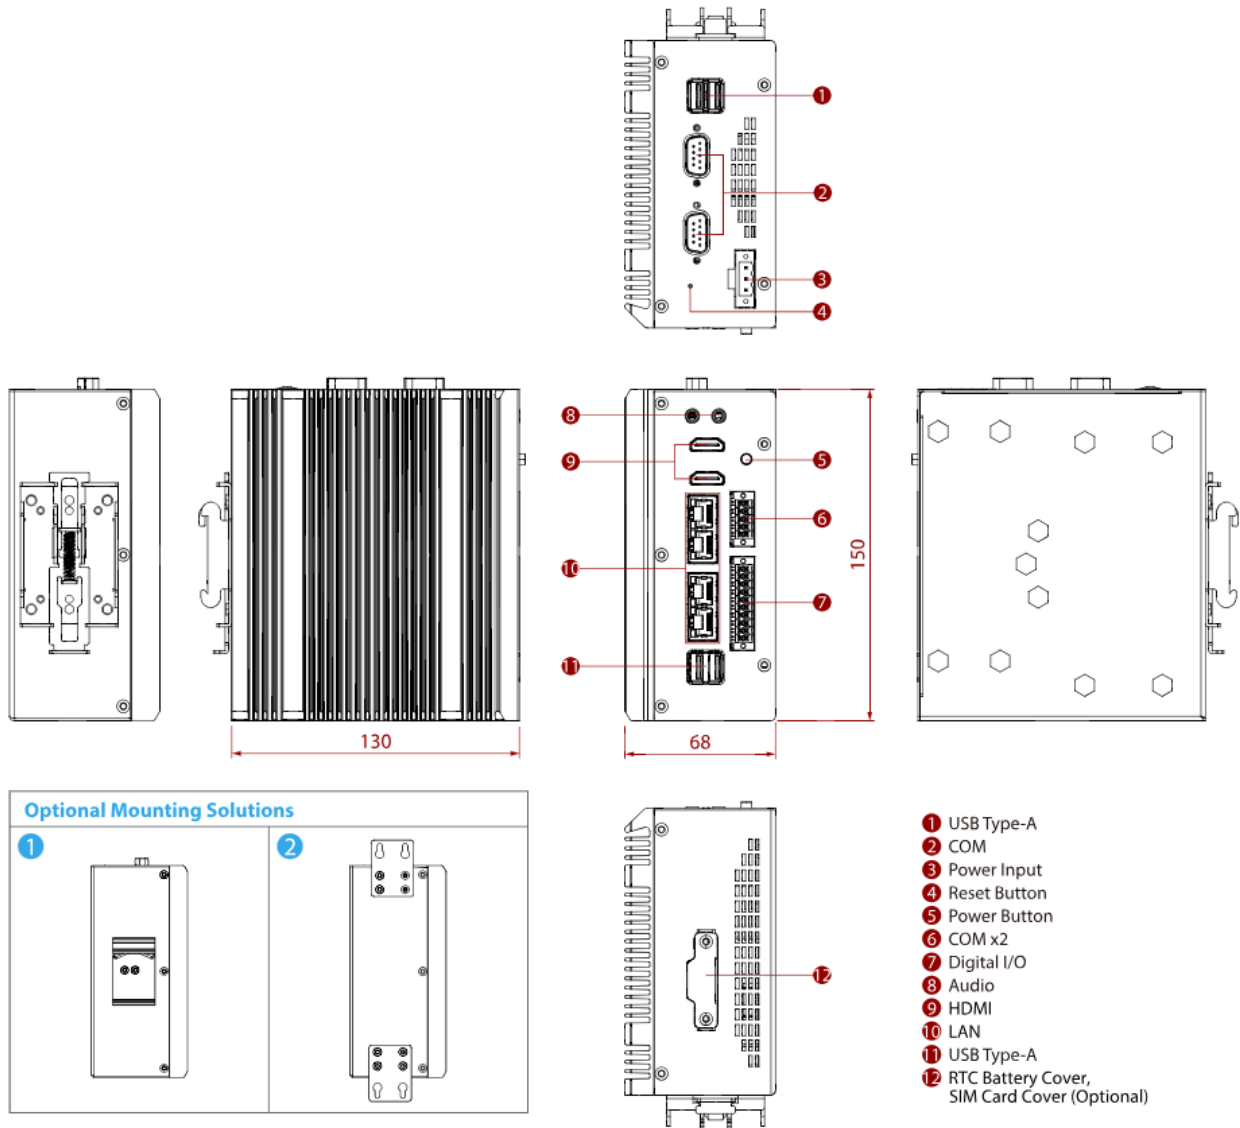 1
2
3
4
8
9
5
6
10
7
11
150
130
68
Optional Mounting Solutions
1
2
12
1 USB Type-A
2 COM
3 Power Input
4 Reset Button
5 Power Button
6 COM x2
7 Digital I/O
8 Audio
9 HDMI
10 LAN
11 USB Type-A
12 RTC Battery Cover,
SIM Card Cover (Optional)